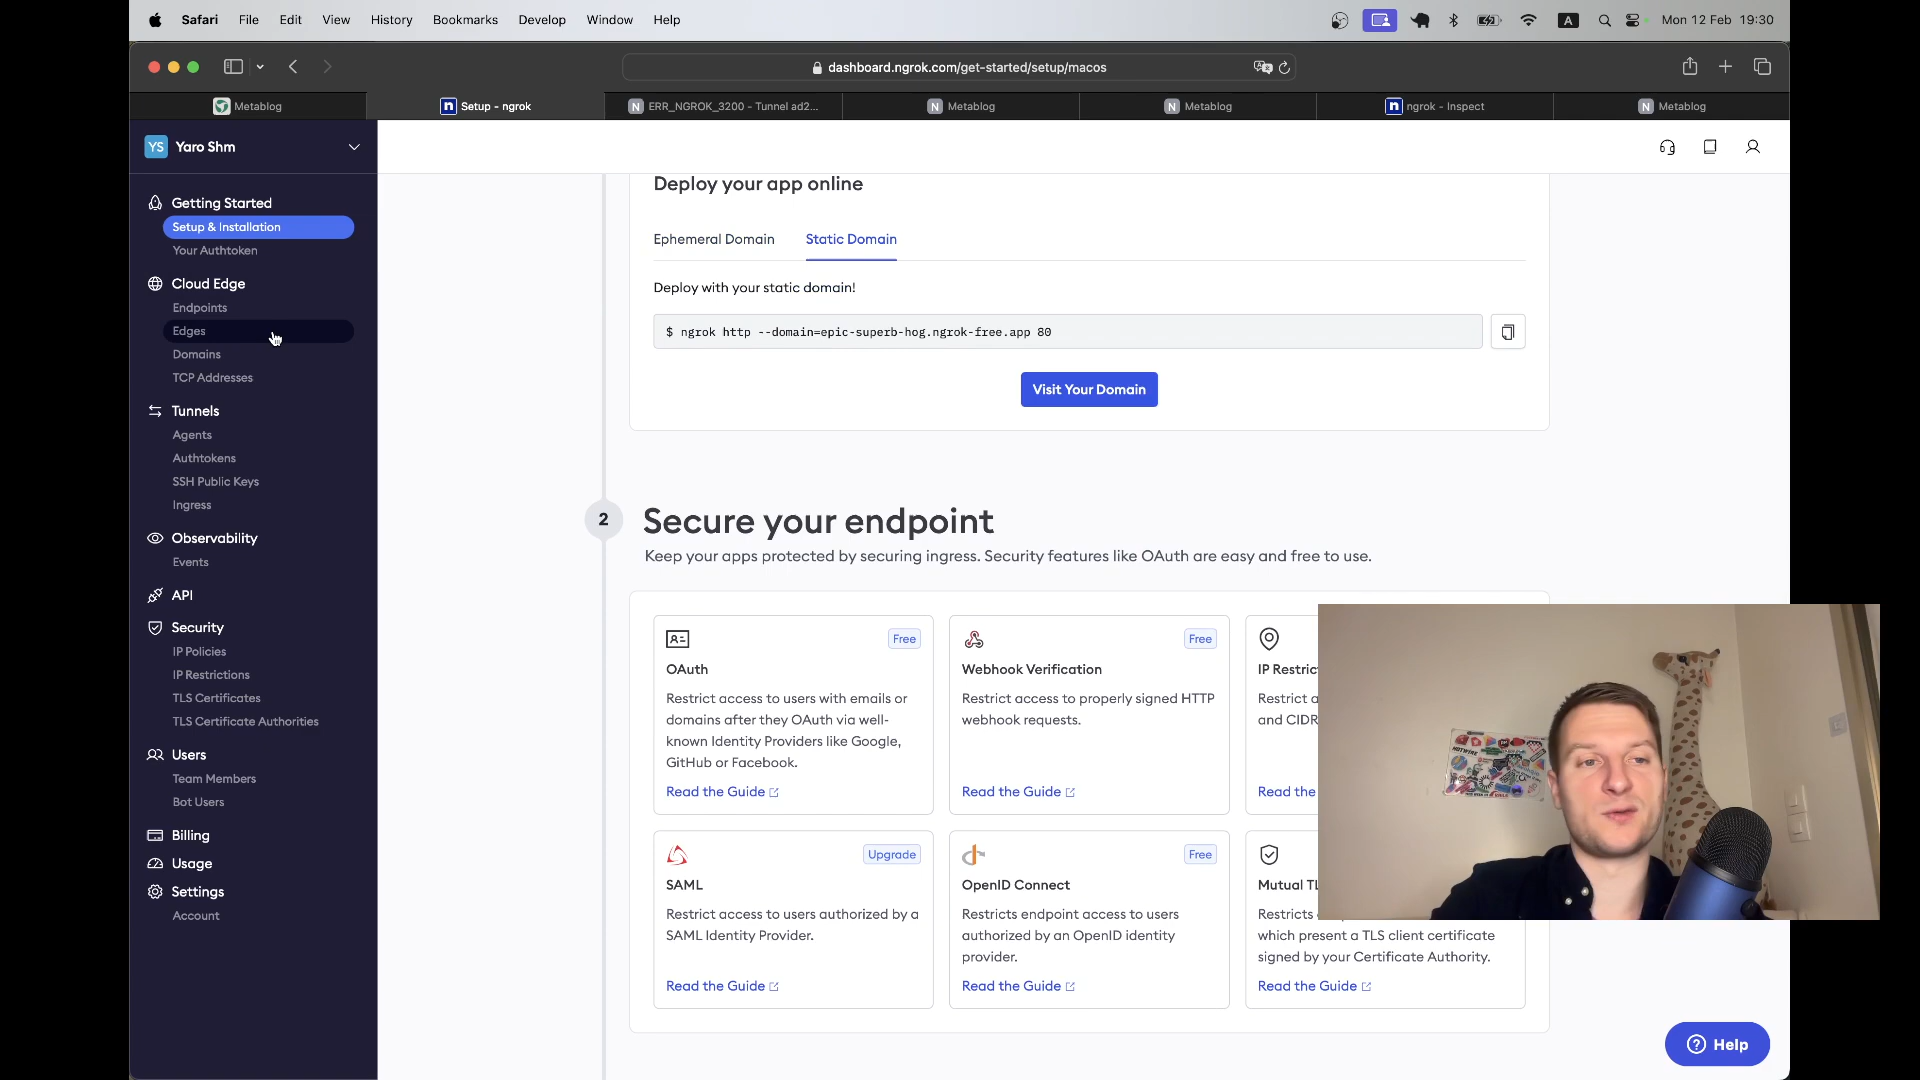 Safari File Edit View History Bookmarks Develop Window Help
A Mon 12 Feb 19:30
dashboard.ngrok.com/get-started/setup/macos
Metablog
n Setup - ngrok
N ERR_NGROK_3200 - Tunnel ad2...
N Metablog
N Metablog
n ngrok - Inspect
N Metablog
YS Yaro Shm
Getting Started
Setup & Installation
Your Authtoken
Cloud Edge
Endpoints
Edges
Domains
TCP Addresses
Tunnels
Agents
Authtokens
SSH Public Keys
Ingress
Observability
Events
API
Security
IP Policies
IP Restrictions
TLS Certificates
TLS Certificate Authorities
Users
Team Members
Bot Users
Billing
Usage
Settings
Account
Deploy your app online
Ephemeral Domain Static Domain
Deploy with your static domain!
$ ngrok http --domain=epic-superb-hog.ngrok-free.app 80
Visit Your Domain
2
Secure your endpoint
Keep your apps protected by securing ingress. Security features like OAuth are easy and free to use.
Free
OAuth
Restrict access to users with emails or
domains after they OAuth via well-
known Identity Providers like Google,
GitHub or Facebook.
Read the Guide
Free
Webhook Verification
Restrict access to properly signed HTTP
webhook requests.
Read the Guide
IP Restric
Restrict a
and CIDR
Read the
Upgrade
SAML
Restrict access to users authorized by a
SAML Identity Provider.
Read the Guide
Free
OpenID Connect
Restricts endpoint access to users
authorized by an OpenID identity
provider.
Read the Guide
Mutual TL
Restricts
which present a TLS client certificate
signed by your Certificate Authority.
Read the Guide
Help